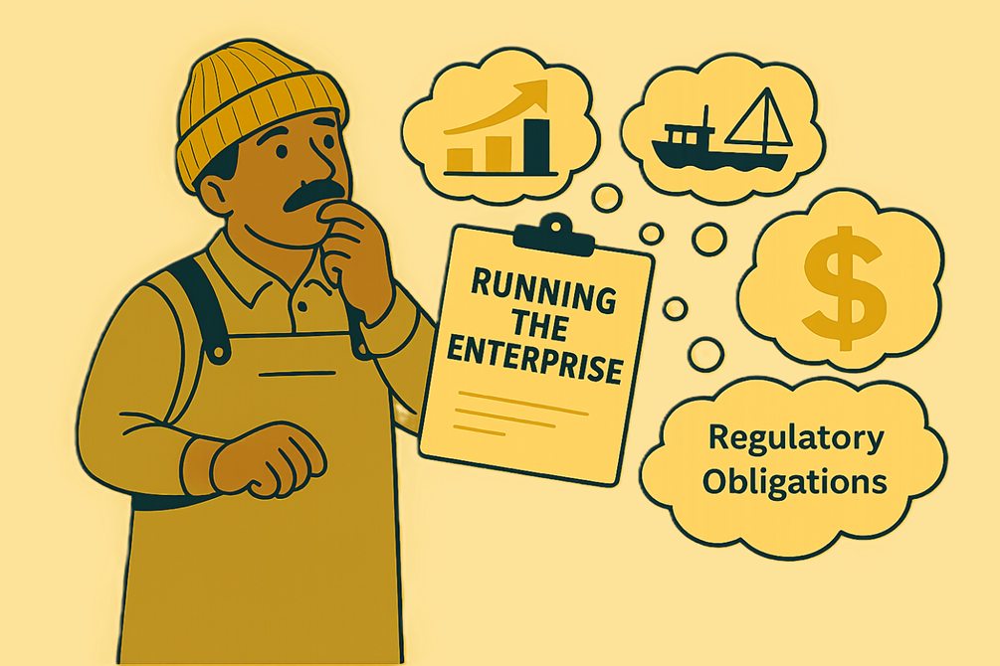 RUNNING
THE
ENTERPRISE
$
Regulatory
Obligations